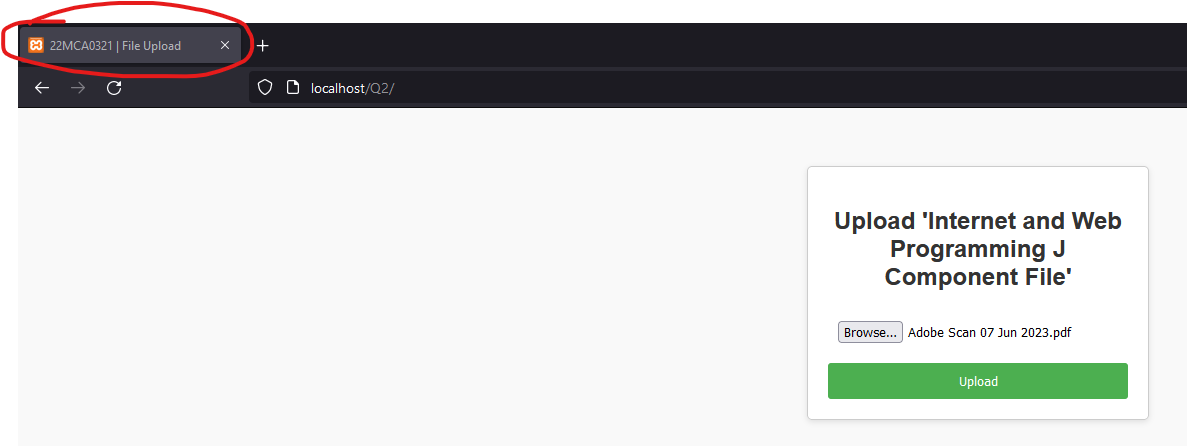 22MCA0321 | File Upload
localhost/Q2/
Upload 'Internet and Web
Programming J
Component File'
Browse... Adobe Scan 07 Jun 2023.pdf
Upload